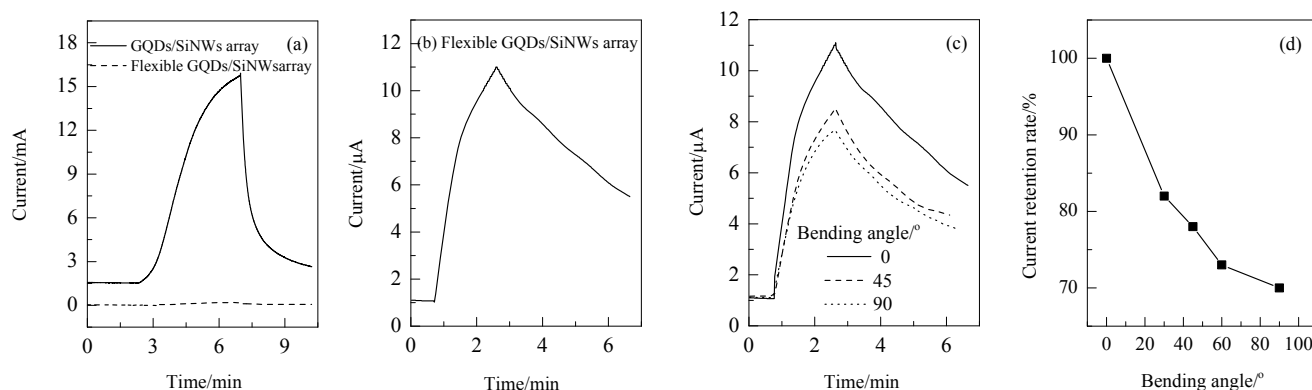 (a)
GQDs/SiNWs array
Flexible GQDs/SiNWsarray
18
15
12
9
6
3
0
Current/mA
0 3 6 9
Time/min
(b) Flexible GQDs/SiNWs array
12
10
8
6
4
2
0
Current/μA
0 2 4 6
Time/min
(c)
12
10
8
6
4
2
0
Current/μA
Bending angle/°
0
45
90
0 2 4 6
Time/min
(d)
100
90
80
70
Current retention rate/%
0 20 40 60 80 100
Bending angle/°